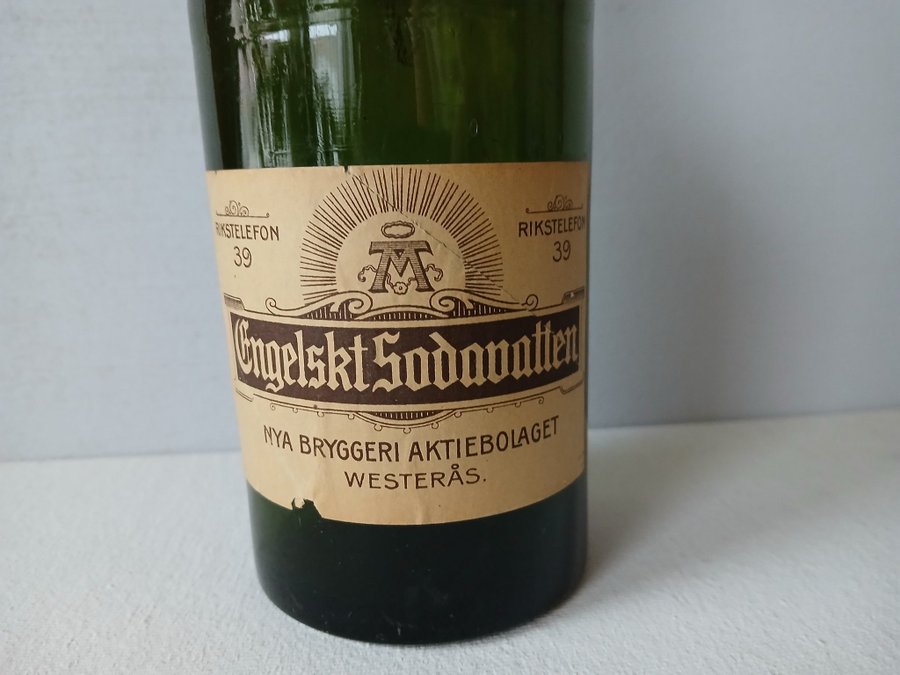 RIKSTELEFON
39
RIKSTELEFON
39
Engelskt Sodavatten
NYA BRYGGERI AKTIEBOLAGET
WESTERÅS.